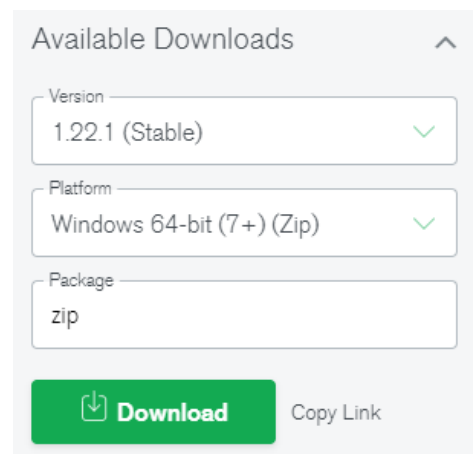 Available Downloads
Version
1.22.1 (Stable)
Platform
Windows 64-bit (7+) (Zip)
Package
zip
Download
Copy Link